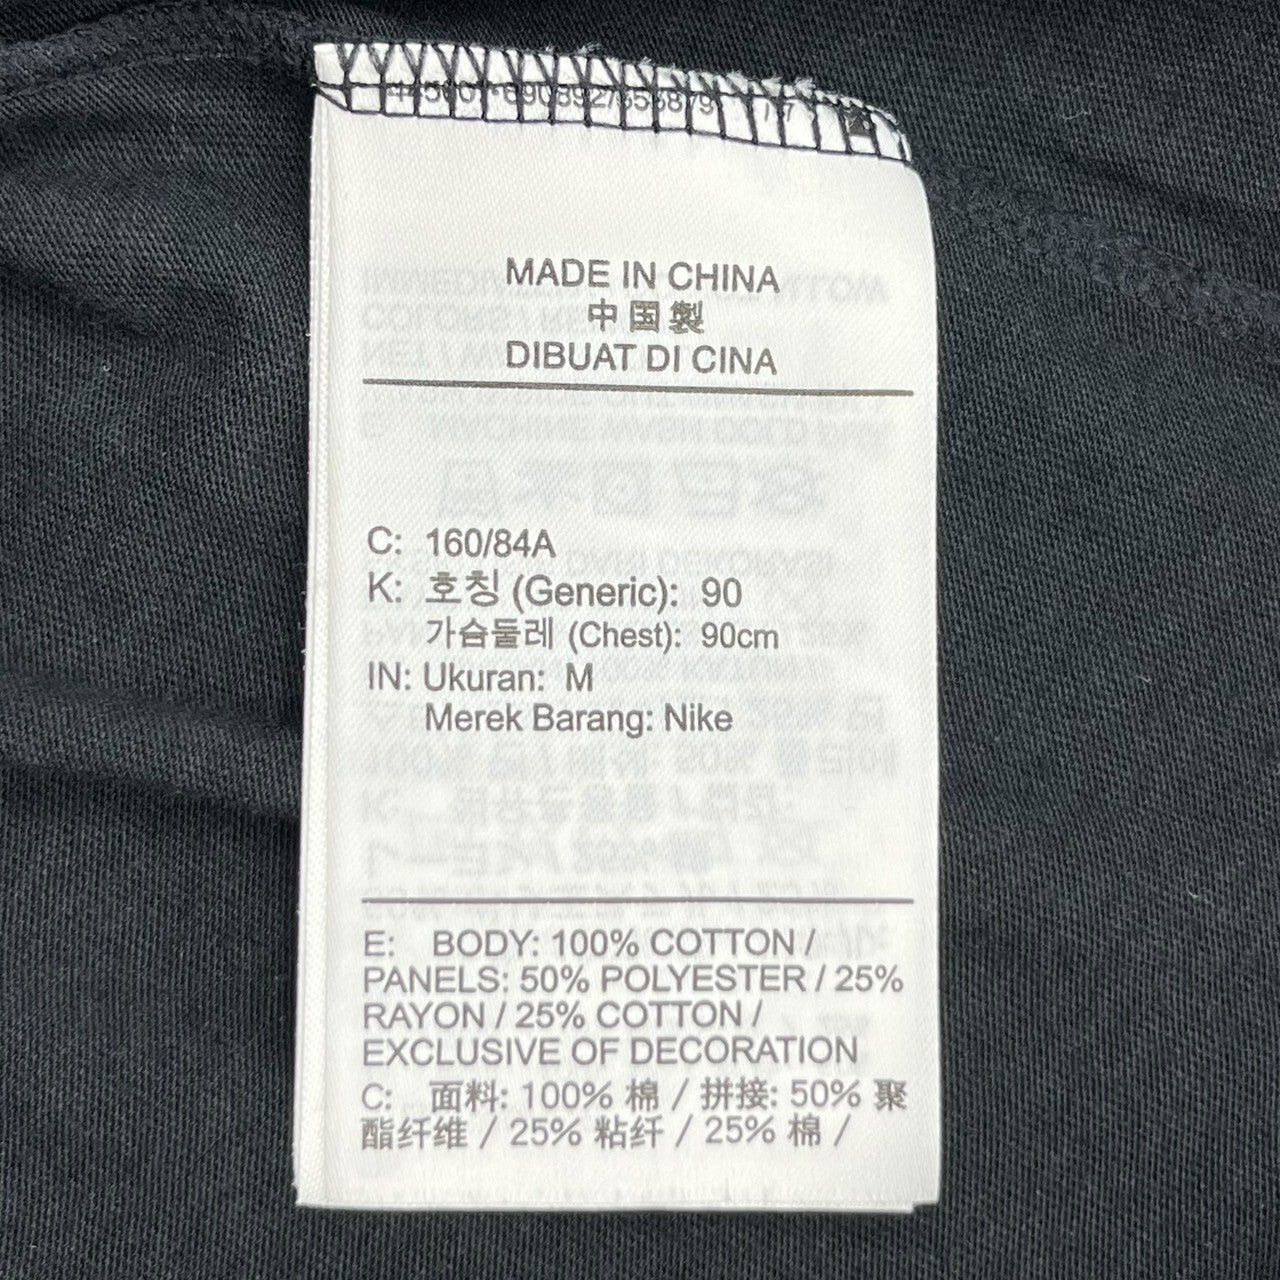 MADE IN CHINA
中国製
DIBUAT DI CINA
C: 160/84A
K: 호칭 (Generic): 90
가슴둘레 (Chest): 90cm
IN: Ukuran: M
Merek Barang: Nike
E: BODY: 100% COTTON /
PANELS: 50% POLYESTER / 25%
RAYON / 25% COTTON /
EXCLUSIVE OF DECORATION
C: 面料: 100% 棉 / 拼接: 50% 聚
酯纤维 / 25% 粘纤 / 25% 棉 /